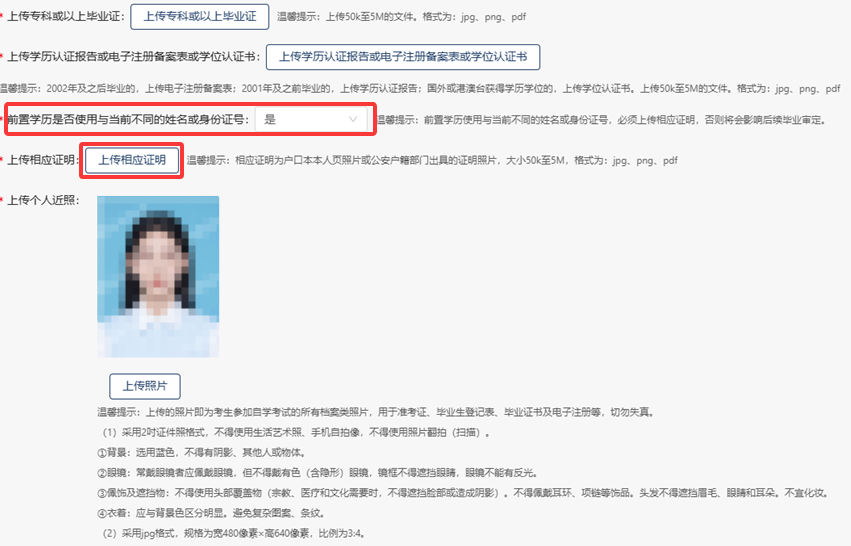 * 上传专科或以上毕业证： 上传专科或以上毕业证 温馨提示：上传50k至5M的文件。格式为：jpg、png、pdf
* 上传学历认证报告或电子注册备案表或学位认证书： 上传学历认证报告或电子注册备案表或学位认证书
温馨提示：2002年及之后毕业的，上传电子注册备案表；2001年及之前毕业的，上传学历认证报告；国外或港澳台获得学历学位的，上传学位认证书。上传50k至5M的文件。格式为：jpg、png、pdf
* 前置学历是否使用与当前不同的姓名或身份证号： 是 温馨提示：前置学历使用与当前不同的姓名或身份证号，必须上传相应证明，否则将会影响后续毕业审定。
* 上传相应证明： 上传相应证明 温馨提示：相应证明为户口本本人页照片或公安户籍部门出具的证明照片，大小50k至5M，格式为：jpg、png、pdf
* 上传个人近照：
上传照片
温馨提示：上传的照片即为考生参加自学考试的所有档案类照片，用于准考证、毕业生登记表、毕业证书及电子注册等，切勿失真。
（1）采用2吋证件照格式，不得使用生活艺术照、手机自拍像，不得使用照片翻拍（扫描）。
①背景：选用蓝色，不得有阴影、其他人或物体。
②眼镜：常戴眼镜者应佩戴眼镜，但不得戴有色（含隐形）眼镜，镜框不得遮挡眼睛，眼镜不能有反光。
③佩饰及遮挡物：不得使用头部覆盖物（宗教、医疗和文化需要时，不得遮挡脸部或造成阴影）。不得佩戴耳环、项链等饰品。头发不得遮挡眉毛、眼睛和耳朵。不宜化妆。
④衣着：应与背景色区分明显。避免复杂图案、条纹。
（2）采用jpg格式，规格为宽480像素×高640像素，比例为3:4。